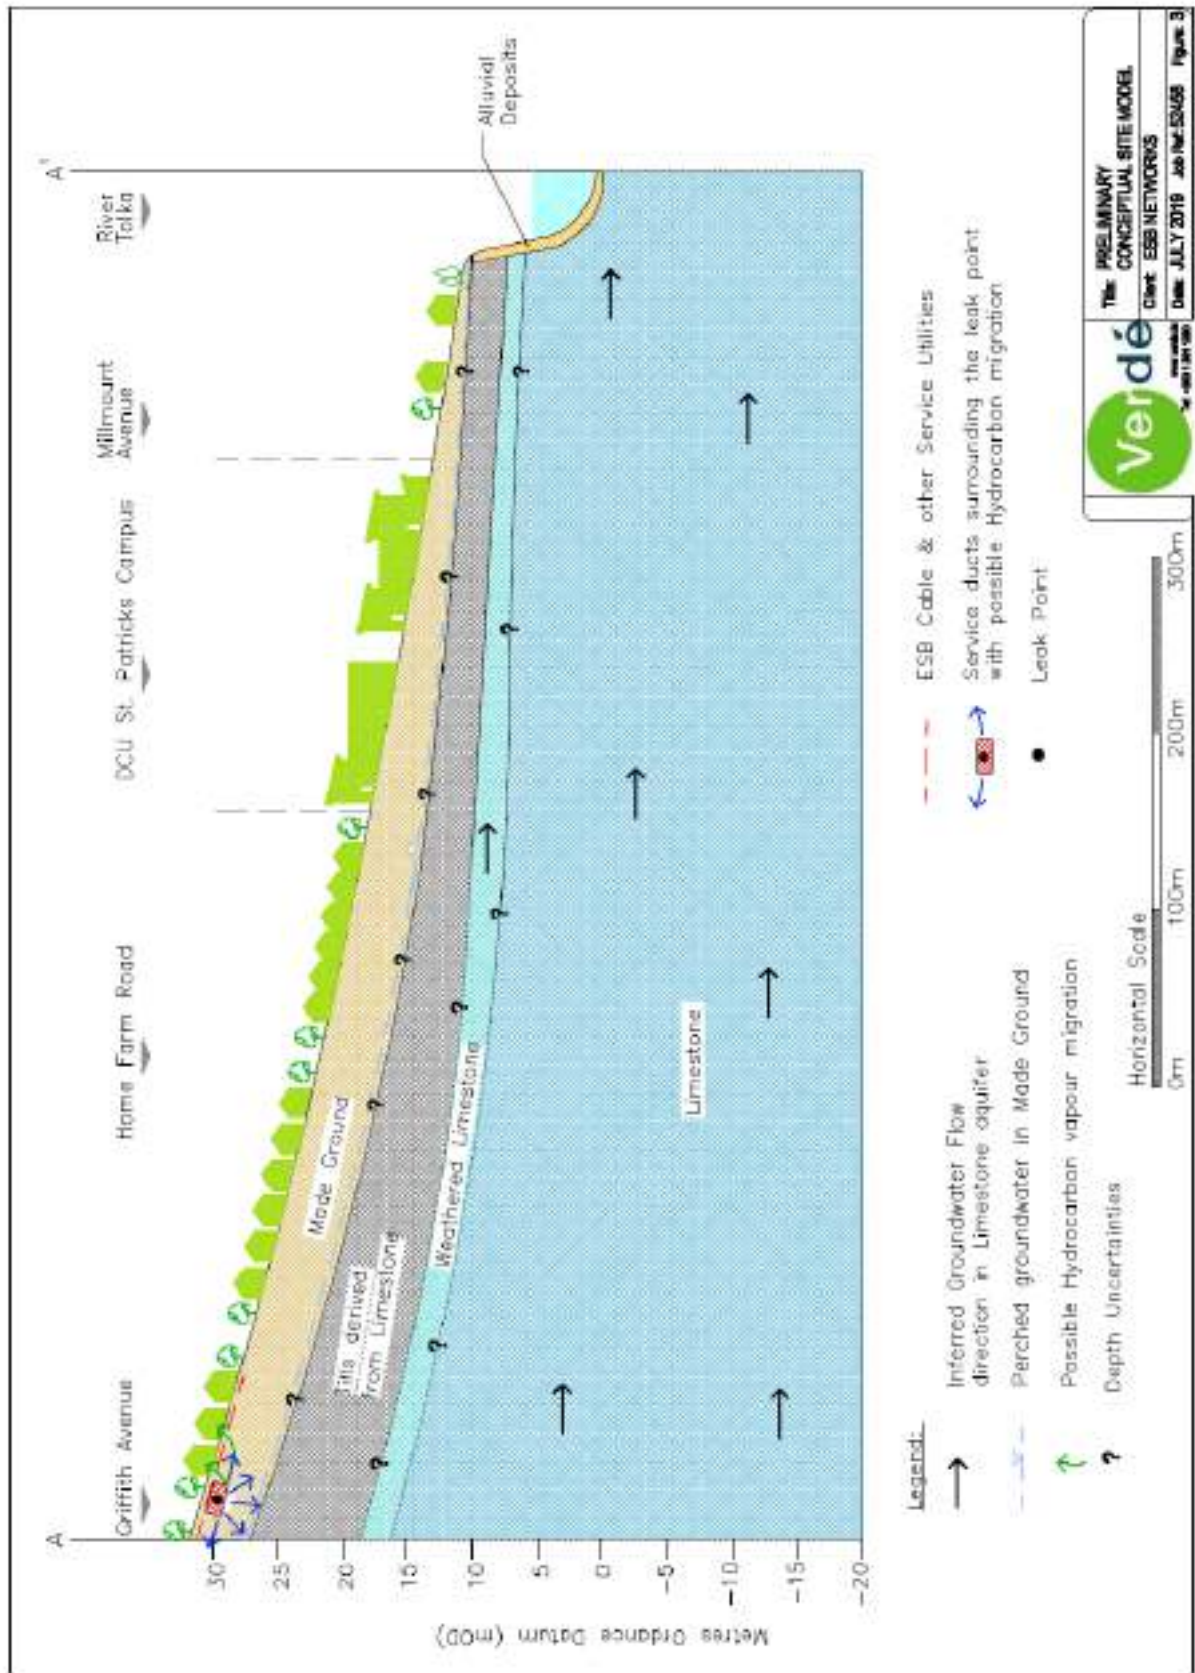 A
A'
Griffith Avenue
Home Farm Road
DCU St. Patricks Campus
Millmount
Avenue
River
Tolka
Alluvial
Deposits
Metres Ordance Datum (mOD)
30
25
20
15
10
5
0
-5
-10
-15
-20
Made Ground
Tills derived
from Limestone
Weathered Limestone
Limestone
?
?
?
?
?
?
?
?
?
?
?
?
Legend:
Inferred Groundwater Flow
direction in Limestone aquifer
Perched groundwater in Made Ground
Possible Hydrocarbon vapour migration
? Depth Uncertainties
ESB Cable & other Service Utilities
Service ducts surrounding the leak point
with possible Hydrocarbon migration
Leak Point
Horizontal Scale
0m 100m 200m 300m
Verdé
Title: PRELIMINARY
CONCEPTUAL SITE MODEL
Client: ESB NETWORKS
Date: JULY 2019 Job Ref: 52458 Figure: 3